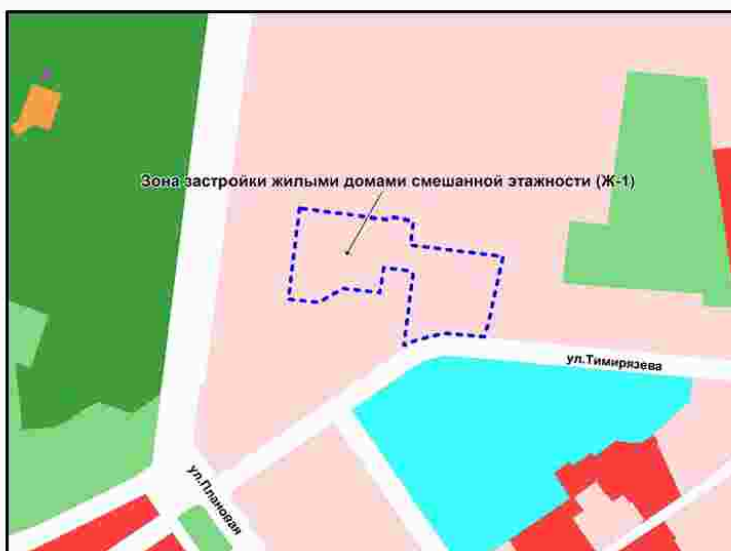 Зона застройки жилыми домами смешанной этажности (Ж-1)
ул.Тимирязева
ул.Плановая